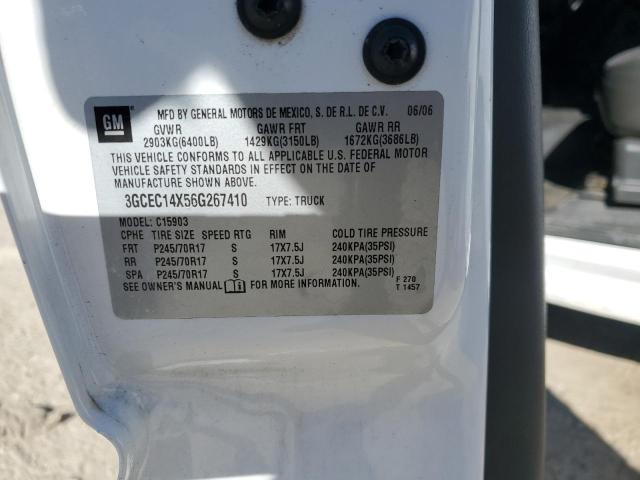 GM
MFD BY GENERAL MOTORS DE MEXICO, S. DE R.L. DE C.V. 06/06
GVWR GAWR FRT GAWR RR
2903KG(6400LB) 1429KG(3150LB) 1672KG(3686LB)
THIS VEHICLE CONFORMS TO ALL APPLICABLE U.S. FEDERAL MOTOR
VEHICLE SAFETY STANDARDS IN EFFECT ON THE DATE OF
MANUFACTURE SHOWN ABOVE.
3GCEC14X56G267410 TYPE: TRUCK
MODEL: C15903
CPHE TIRE SIZE SPEED RTG RIM COLD TIRE PRESSURE
FRT P245/70R17 S 17X7.5J 240KPA(35PSI)
RR P245/70R17 S 17X7.5J 240KPA(35PSI)
SPA P245/70R17 S 17X7.5J 240KPA(35PSI)
SEE OWNER'S MANUAL FOR MORE INFORMATION.
F 270
T 1457